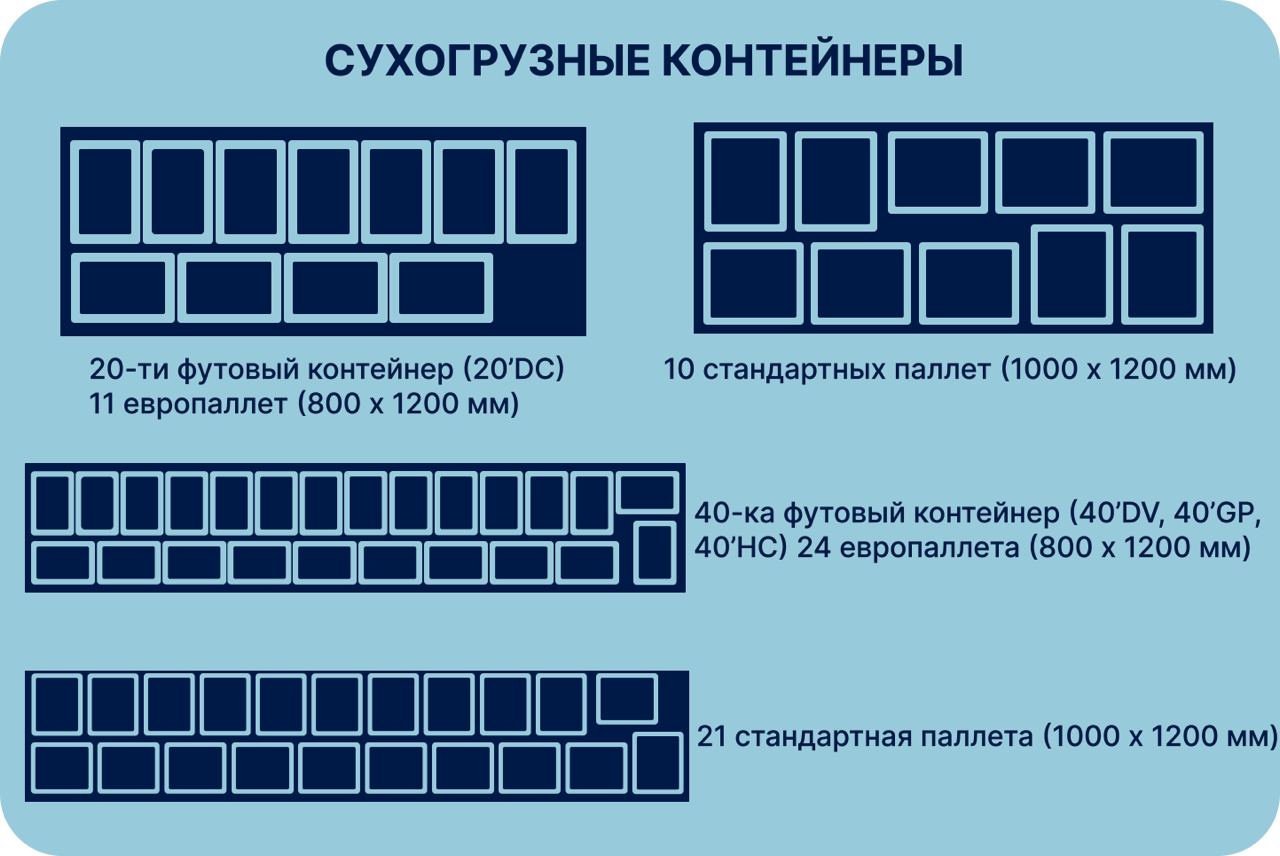 СУХОГРУЗНЫЕ КОНТЕЙНЕРЫ
20-ти футовый контейнер (20’DC)
11 европаллет (800 x 1200 мм)
10 стандартных паллет (1000 x 1200 мм)
40-ка футовый контейнер (40’DV, 40’GP,
40’HC) 24 европаллета (800 x 1200 мм)
21 стандартная паллета (1000 x 1200 мм)